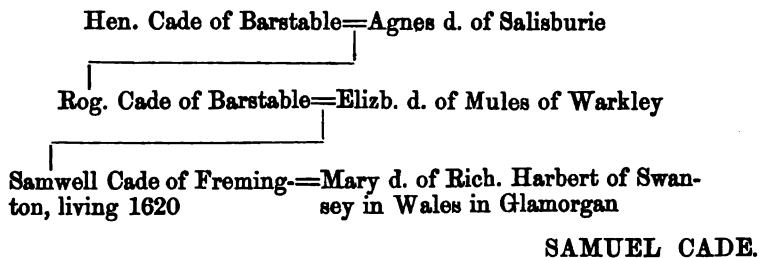 Hen. Cade of Barstable=Agnes d. of Salisburie
Rog. Cade of Barstable=Elizb. d. of Mules of Warkley
Samwell Cade of Freming-=Mary d. of Rich. Harbert of Swan-
ton, living 1620 sey in Wales in Glamorgan
SAMUEL CADE.